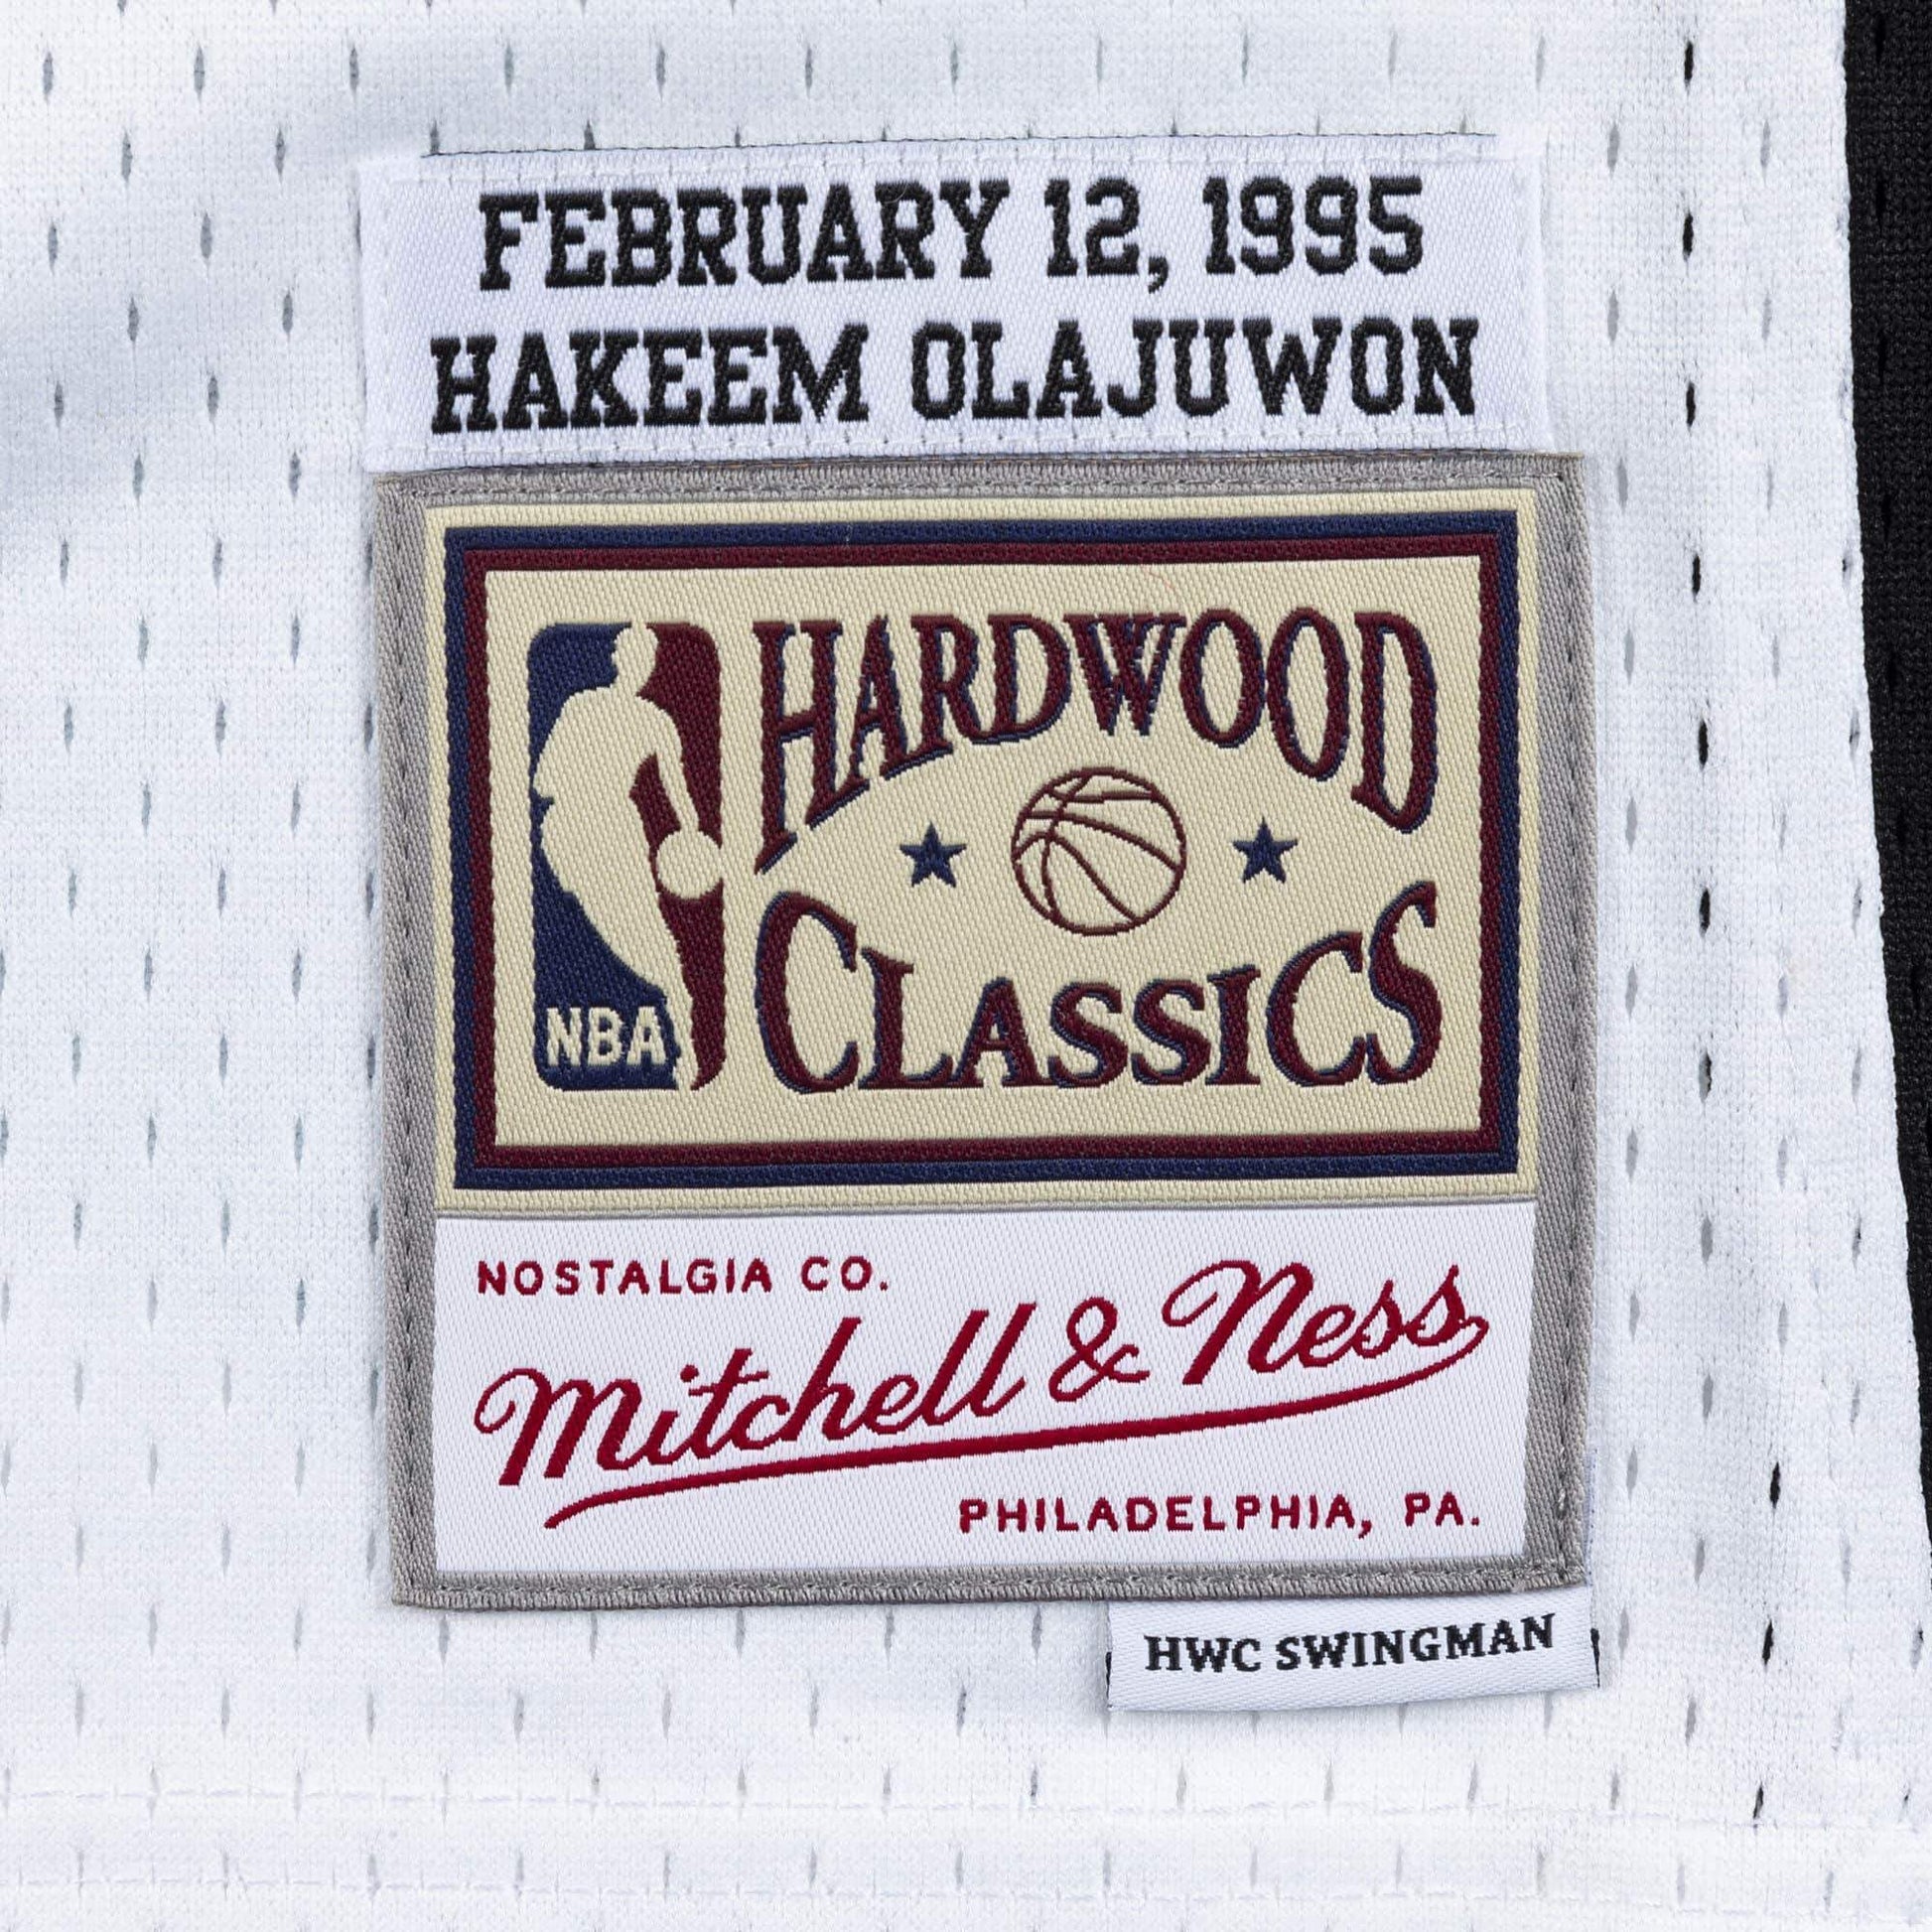 FEBRUARY 12, 1995
HAKEEM OLAJUWON
HARDWOOD
CLASSICS
NBA
NOSTALGIA CO.
Mitchell & Ness
PHILADELPHIA, PA.
HWC SWINGMAN